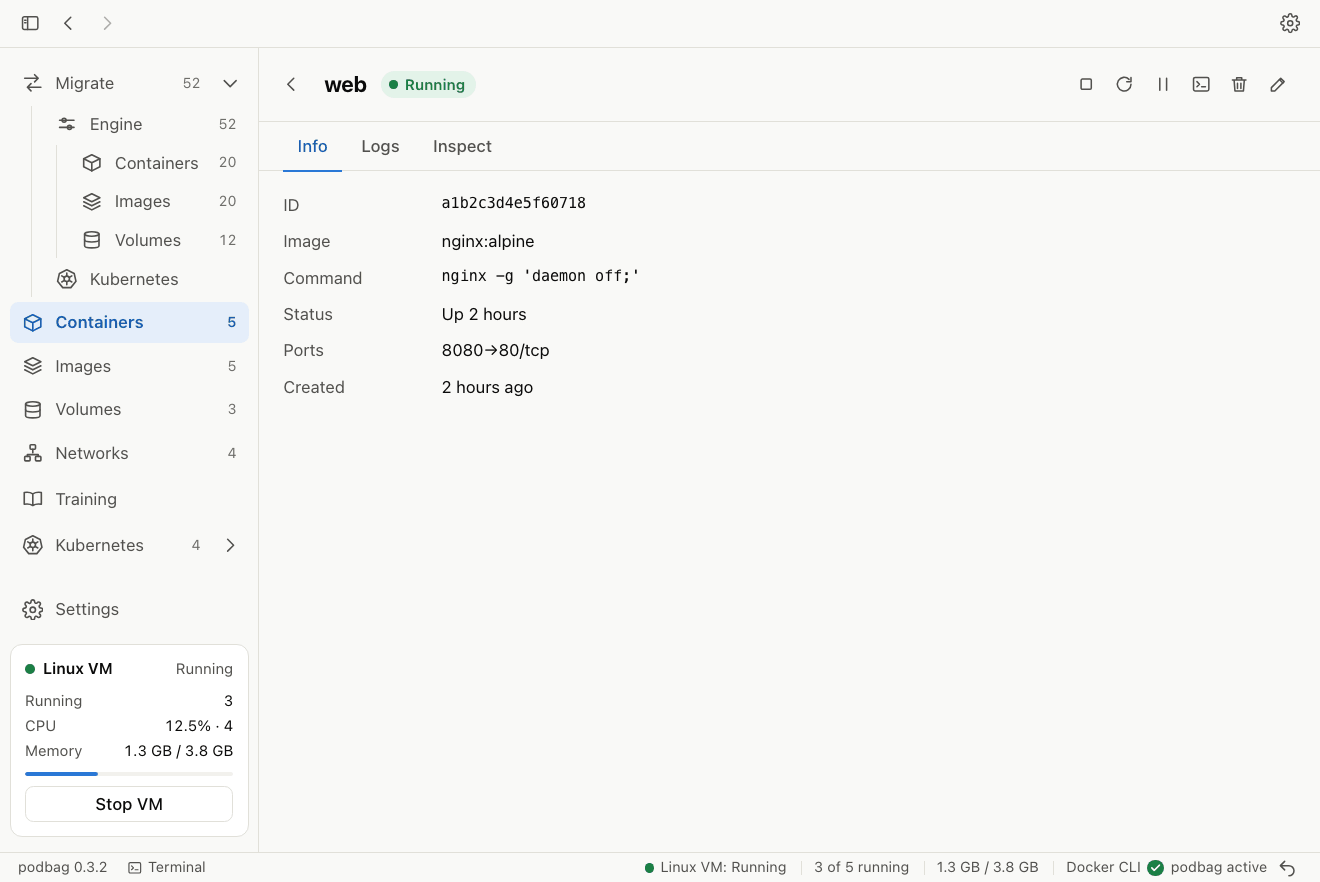 Migrate 52
Engine 52
Containers 20
Images 20
Volumes 12
Kubernetes
Containers 5
Images 5
Volumes 3
Networks 4
Training
Kubernetes 4
Settings
Linux VM Running
Running 3
CPU 12.5% · 4
Memory 1.3 GB / 3.8 GB
Stop VM
web Running
Info Logs Inspect
ID a1b2c3d4e5f60718
Image nginx:alpine
Command nginx -g 'daemon off;'
Status Up 2 hours
Ports 8080→80/tcp
Created 2 hours ago
podbag 0.3.2 Terminal Linux VM: Running 3 of 5 running 1.3 GB / 3.8 GB Docker CLI podbag active